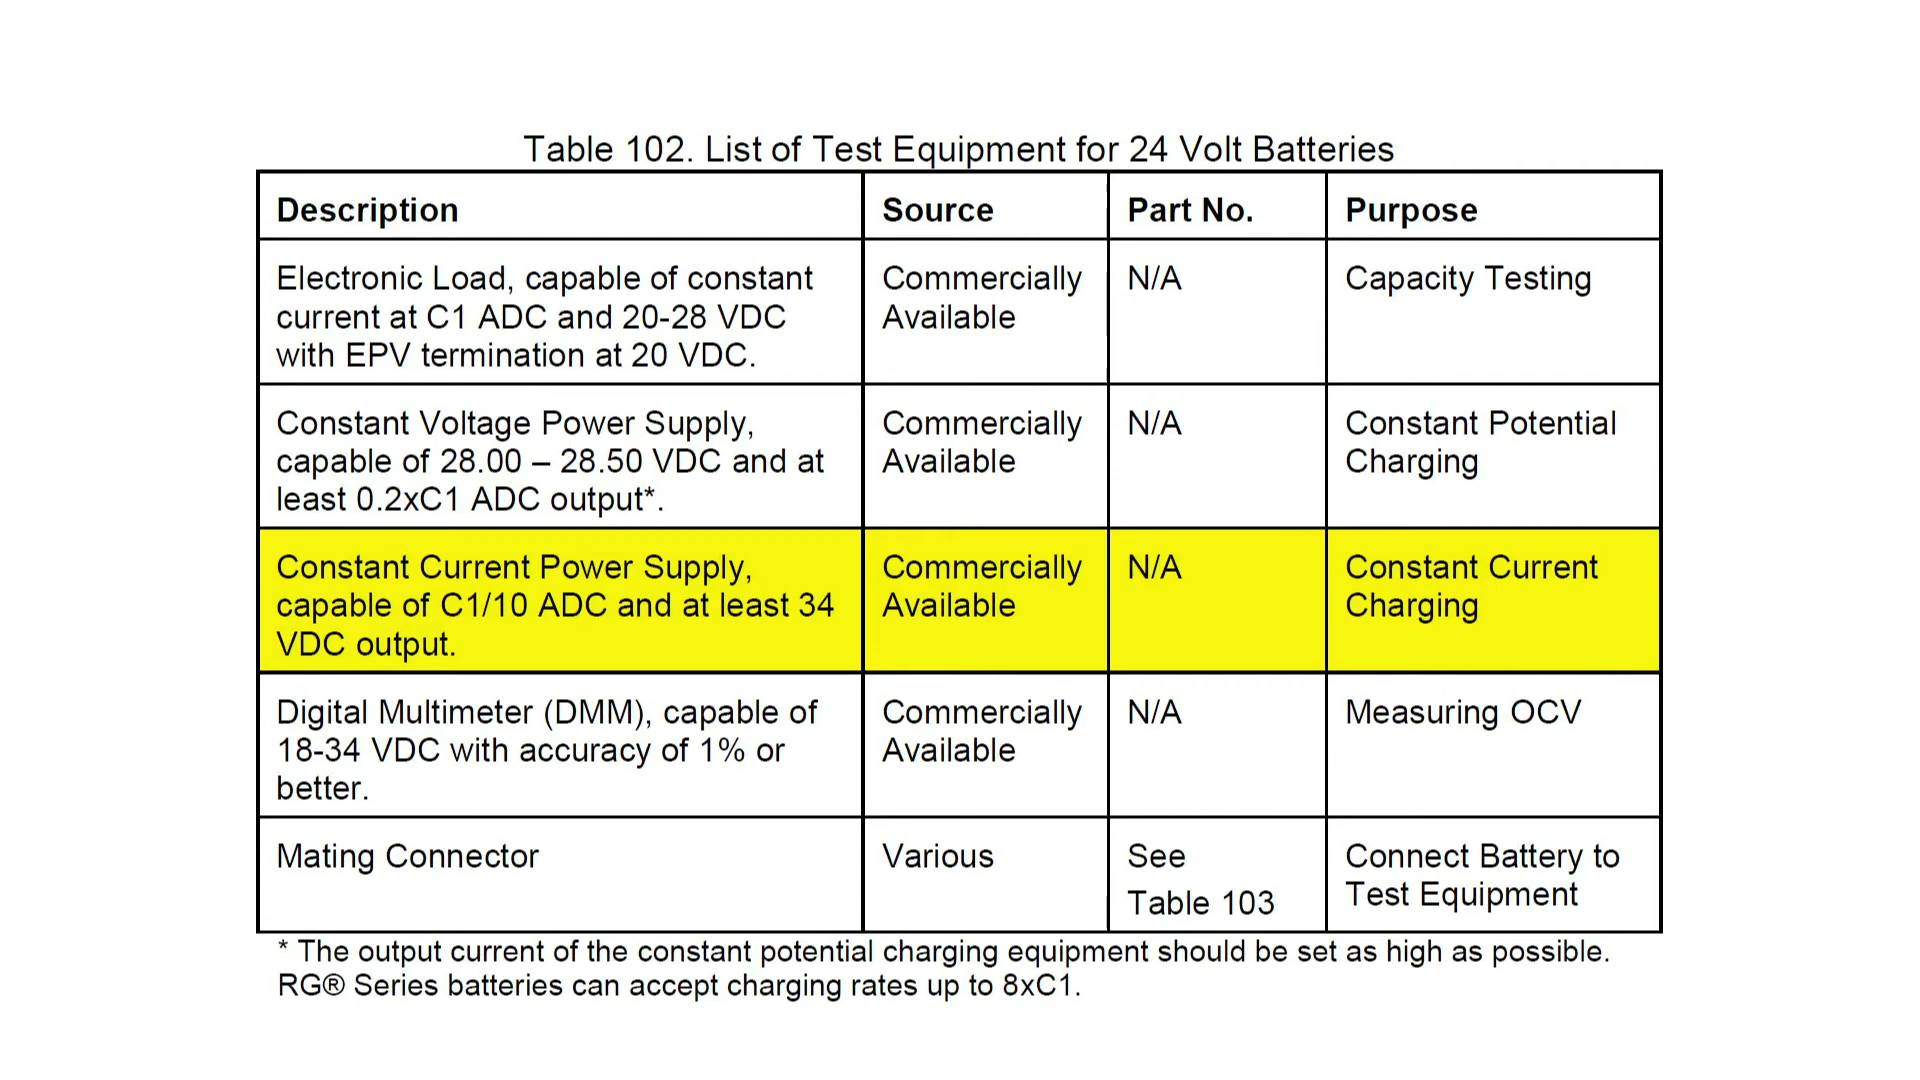 Table 102. List of Test Equipment for 24 Volt Batteries
Description
Source
Part No.
Purpose
Electronic Load, capable of constant
current at C1 ADC and 20-28 VDC
with EPV termination at 20 VDC.
Commercially
Available
N/A
Capacity Testing
Constant Voltage Power Supply,
capable of 28.00 – 28.50 VDC and at
least 0.2xC1 ADC output*.
Commercially
Available
N/A
Constant Potential
Charging
Constant Current Power Supply,
capable of C1/10 ADC and at least 34
VDC output.
Commercially
Available
N/A
Constant Current
Charging
Digital Multimeter (DMM), capable of
18-34 VDC with accuracy of 1% or
better.
Commercially
Available
N/A
Measuring OCV
Mating Connector
Various
See
Table 103
Connect Battery to
Test Equipment
* The output current of the constant potential charging equipment should be set as high as possible.
RG® Series batteries can accept charging rates up to 8xC1.